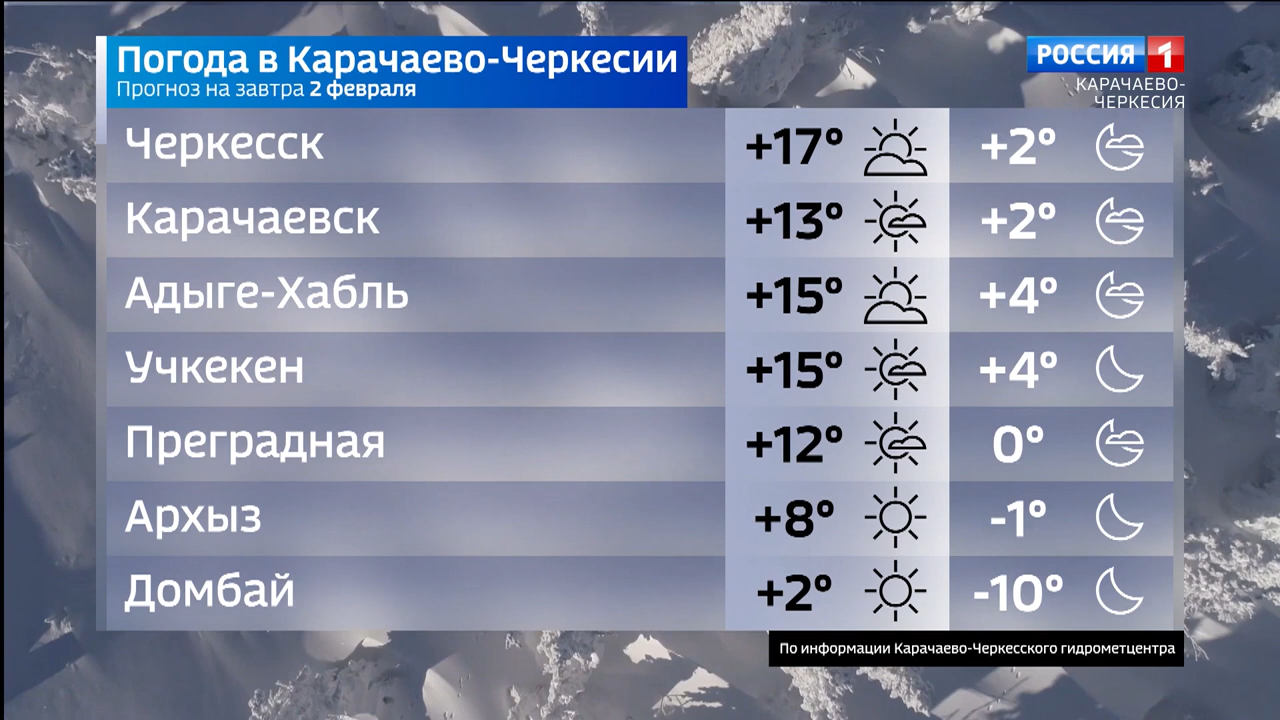 Погода в Карачаево-Черкесии
Прогноз на завтра 2 февраля
РОССИЯ 1
КАРАЧАЕВО-
ЧЕРКЕСИЯ
Черкесск +17° +2°
Карачаевск +13° +2°
Адыге-Хабль +15° +4°
Учкекен +15° +4°
Преградная +12° 0°
Архыз +8° -1°
Домбай +2° -10°
По информации Карачаево-Черкесского гидрометцентра